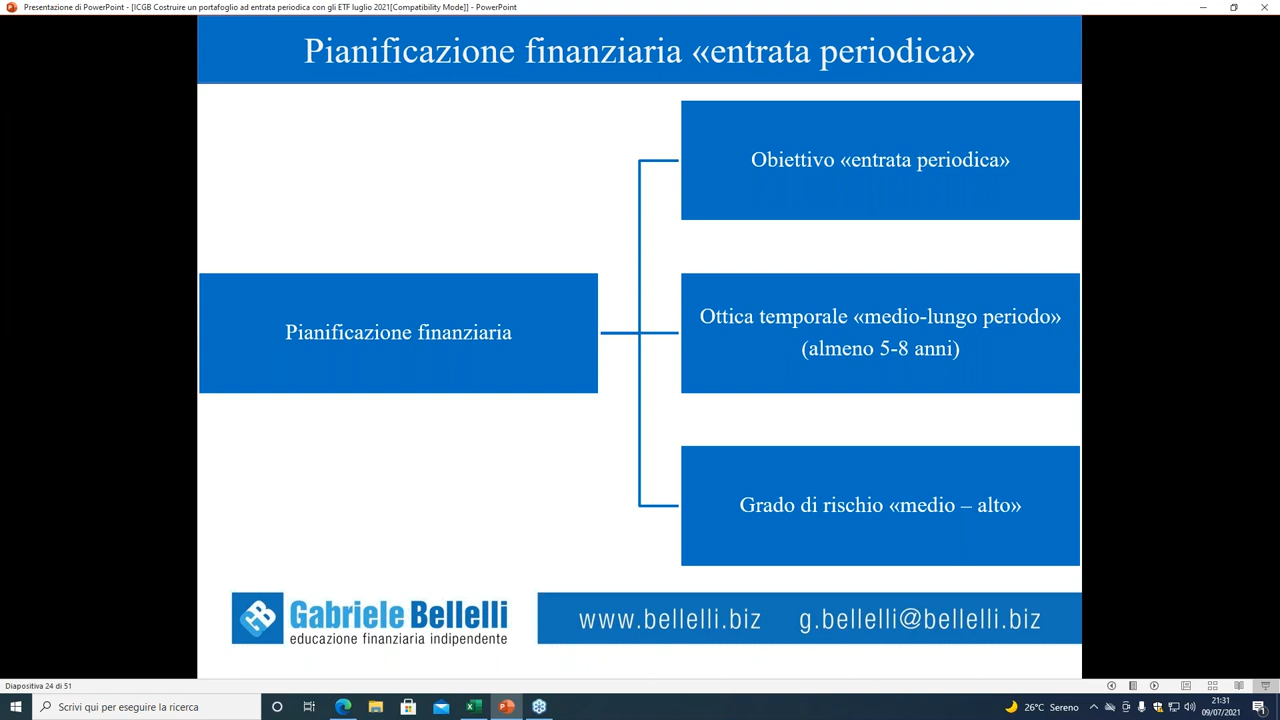 Presentazione di PowerPoint - [ICGB Costruire un portafoglio ad entrata periodica con gli ETF luglio 2021[Compatibility Mode]] - PowerPoint
Pianificazione finanziaria «entrata periodica»
Obiettivo «entrata periodica»
Pianificazione finanziaria
Ottica temporale «medio-lungo periodo»
(almeno 5-8 anni)
Grado di rischio «medio – alto»
Gabriele Bellelli
educazione finanziaria indipendente
www.bellelli.biz g.bellelli@bellelli.biz
Diapositiva 24 di 51
Scrivi qui per eseguire la ricerca
26°C Sereno
21:31
09/07/2021